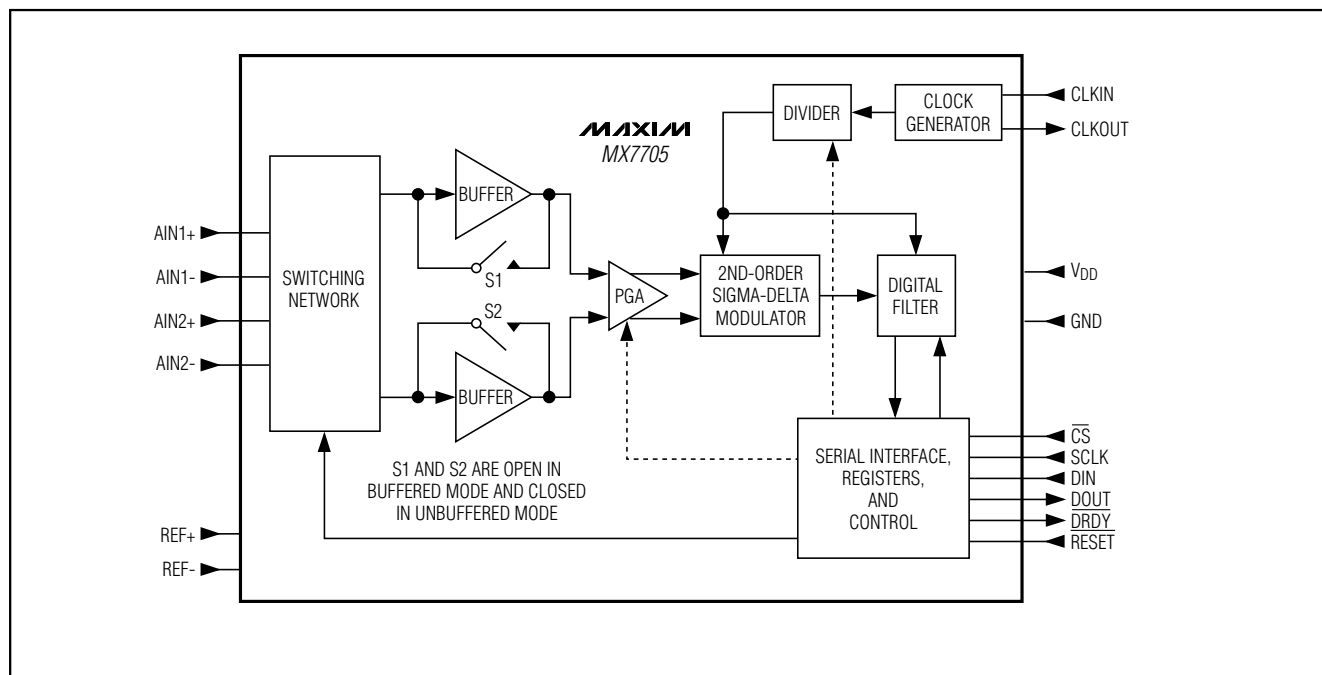 MAXIM
MX7705
DIVIDER
CLOCK
GENERATOR
CLKIN
CLKOUT
AIN1+
AIN1-
AIN2+
AIN2-
SWITCHING
NETWORK
BUFFER
S1
S2
BUFFER
PGA
2ND-ORDER
SIGMA-DELTA
MODULATOR
DIGITAL
FILTER
VDD
GND
S1 AND S2 ARE OPEN IN
BUFFERED MODE AND CLOSED
IN UNBUFFERED MODE
SERIAL INTERFACE,
REGISTERS,
AND
CONTROL
CS
SCLK
DIN
DOUT
DRDY
RESET
REF+
REF-